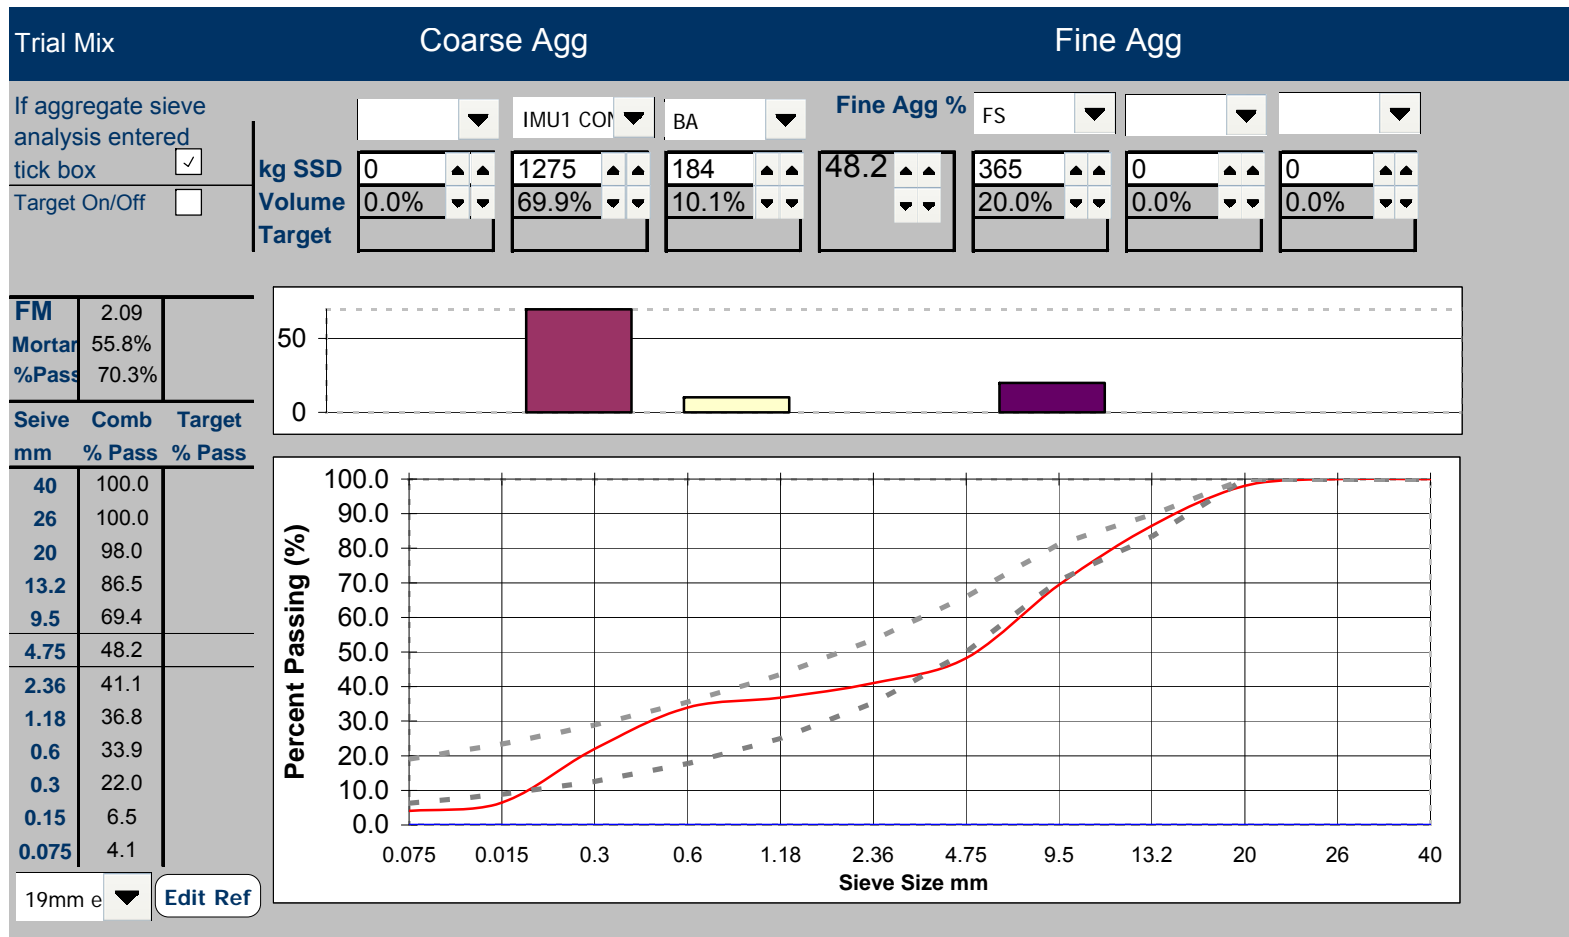 Trial Mix Coarse Agg Fine Agg
If aggregate sieve
analysis entered
tick box
Target On/Off
IMU1 BA Fine Agg % FS
kg SSD 0 1275 184 48.2 365 0 0
Volume 0.0% 69.9% 10.1% 20.0% 0.0% 0.0%
Target
FM 2.09
Mortar 55.8%
%Pass 70.3%
Seive Comb Target
mm % Pass % Pass
40 100.0
26 100.0
20 98.0
13.2 86.5
9.5 69.4
4.75 48.2
2.36 41.1
1.18 36.8
0.6 33.9
0.3 22.0
0.15 6.5
0.075 4.1
19mm e Edit Ref
50
0
Percent Passing (%)
100.0
90.0
80.0
70.0
60.0
50.0
40.0
30.0
20.0
10.0
0.0
0.075 0.015 0.3 0.6 1.18 2.36 4.75 9.5 13.2 20 26 40
Sieve Size mm